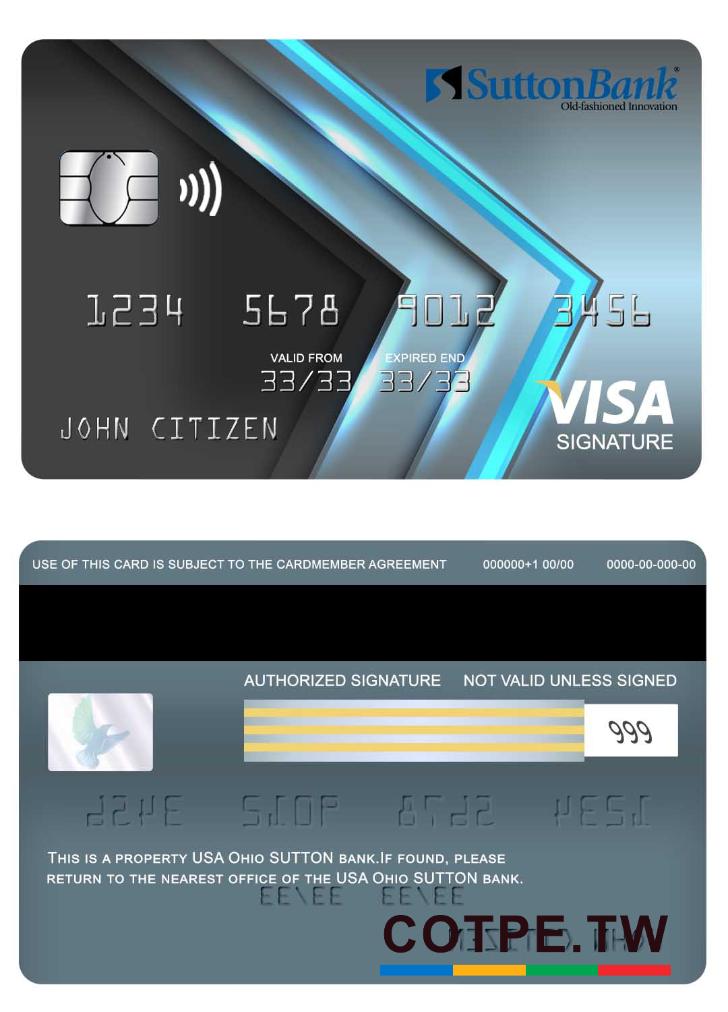 SuttonBank®
Old-fashioned Innovation
1234 5678 9012 3456
VALID FROM EXPIRED END
33/33 33/33
JOHN CITIZEN
VISA
SIGNATURE
USE OF THIS CARD IS SUBJECT TO THE CARDMEMBER AGREEMENT 000000+1 00/00 0000-00-000-00
AUTHORIZED SIGNATURE NOT VALID UNLESS SIGNED
999
THIS IS A PROPERTY USA OHIO SUTTON BANK.IF FOUND, PLEASE
RETURN TO THE NEAREST OFFICE OF THE USA OHIO SUTTON BANK.
COTPE.TW